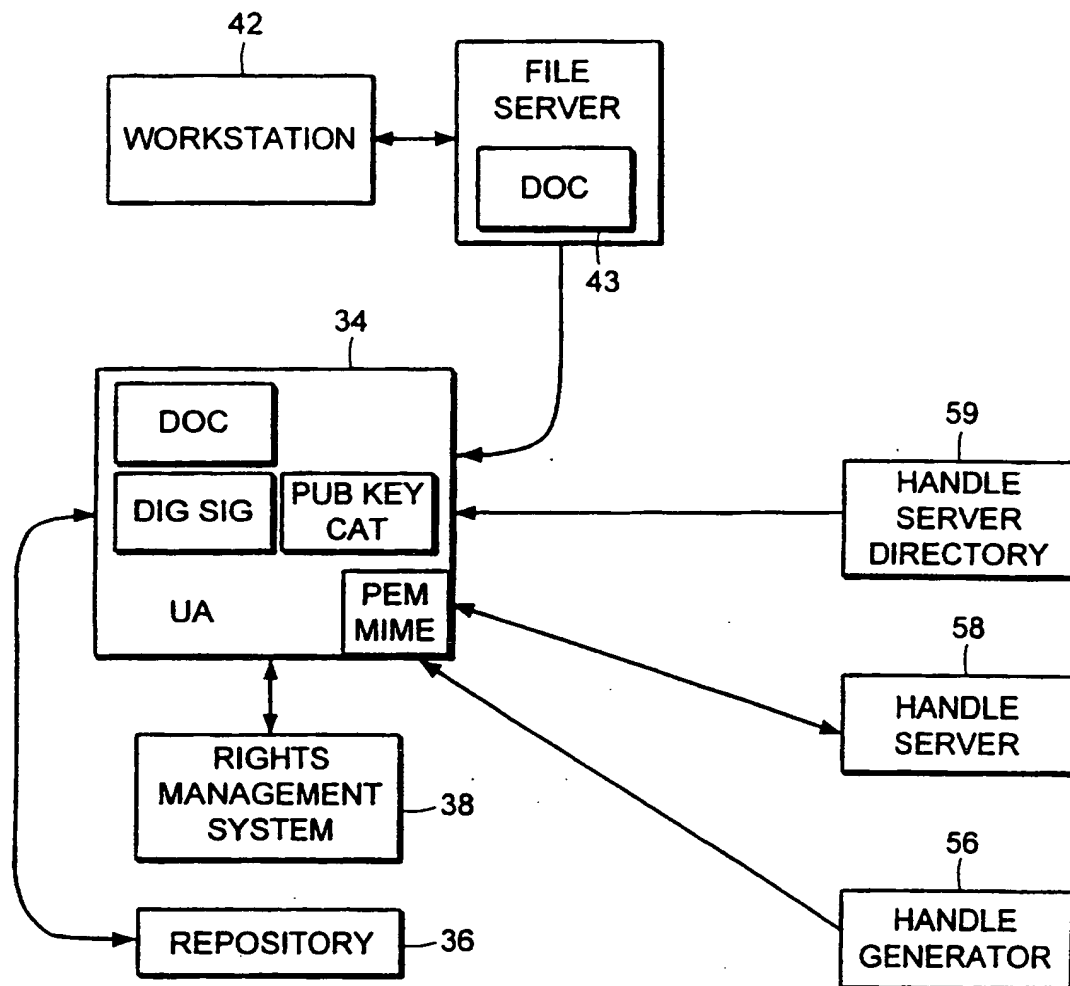 42
WORKSTATION
FILE
SERVER
DOC
43
34
DOC
DIG SIG
PUB KEY
CAT
UA
PEM
MIME
59
HANDLE
SERVER
DIRECTORY
58
HANDLE
SERVER
RIGHTS
MANAGEMENT
SYSTEM
38
56
HANDLE
GENERATOR
REPOSITORY
36